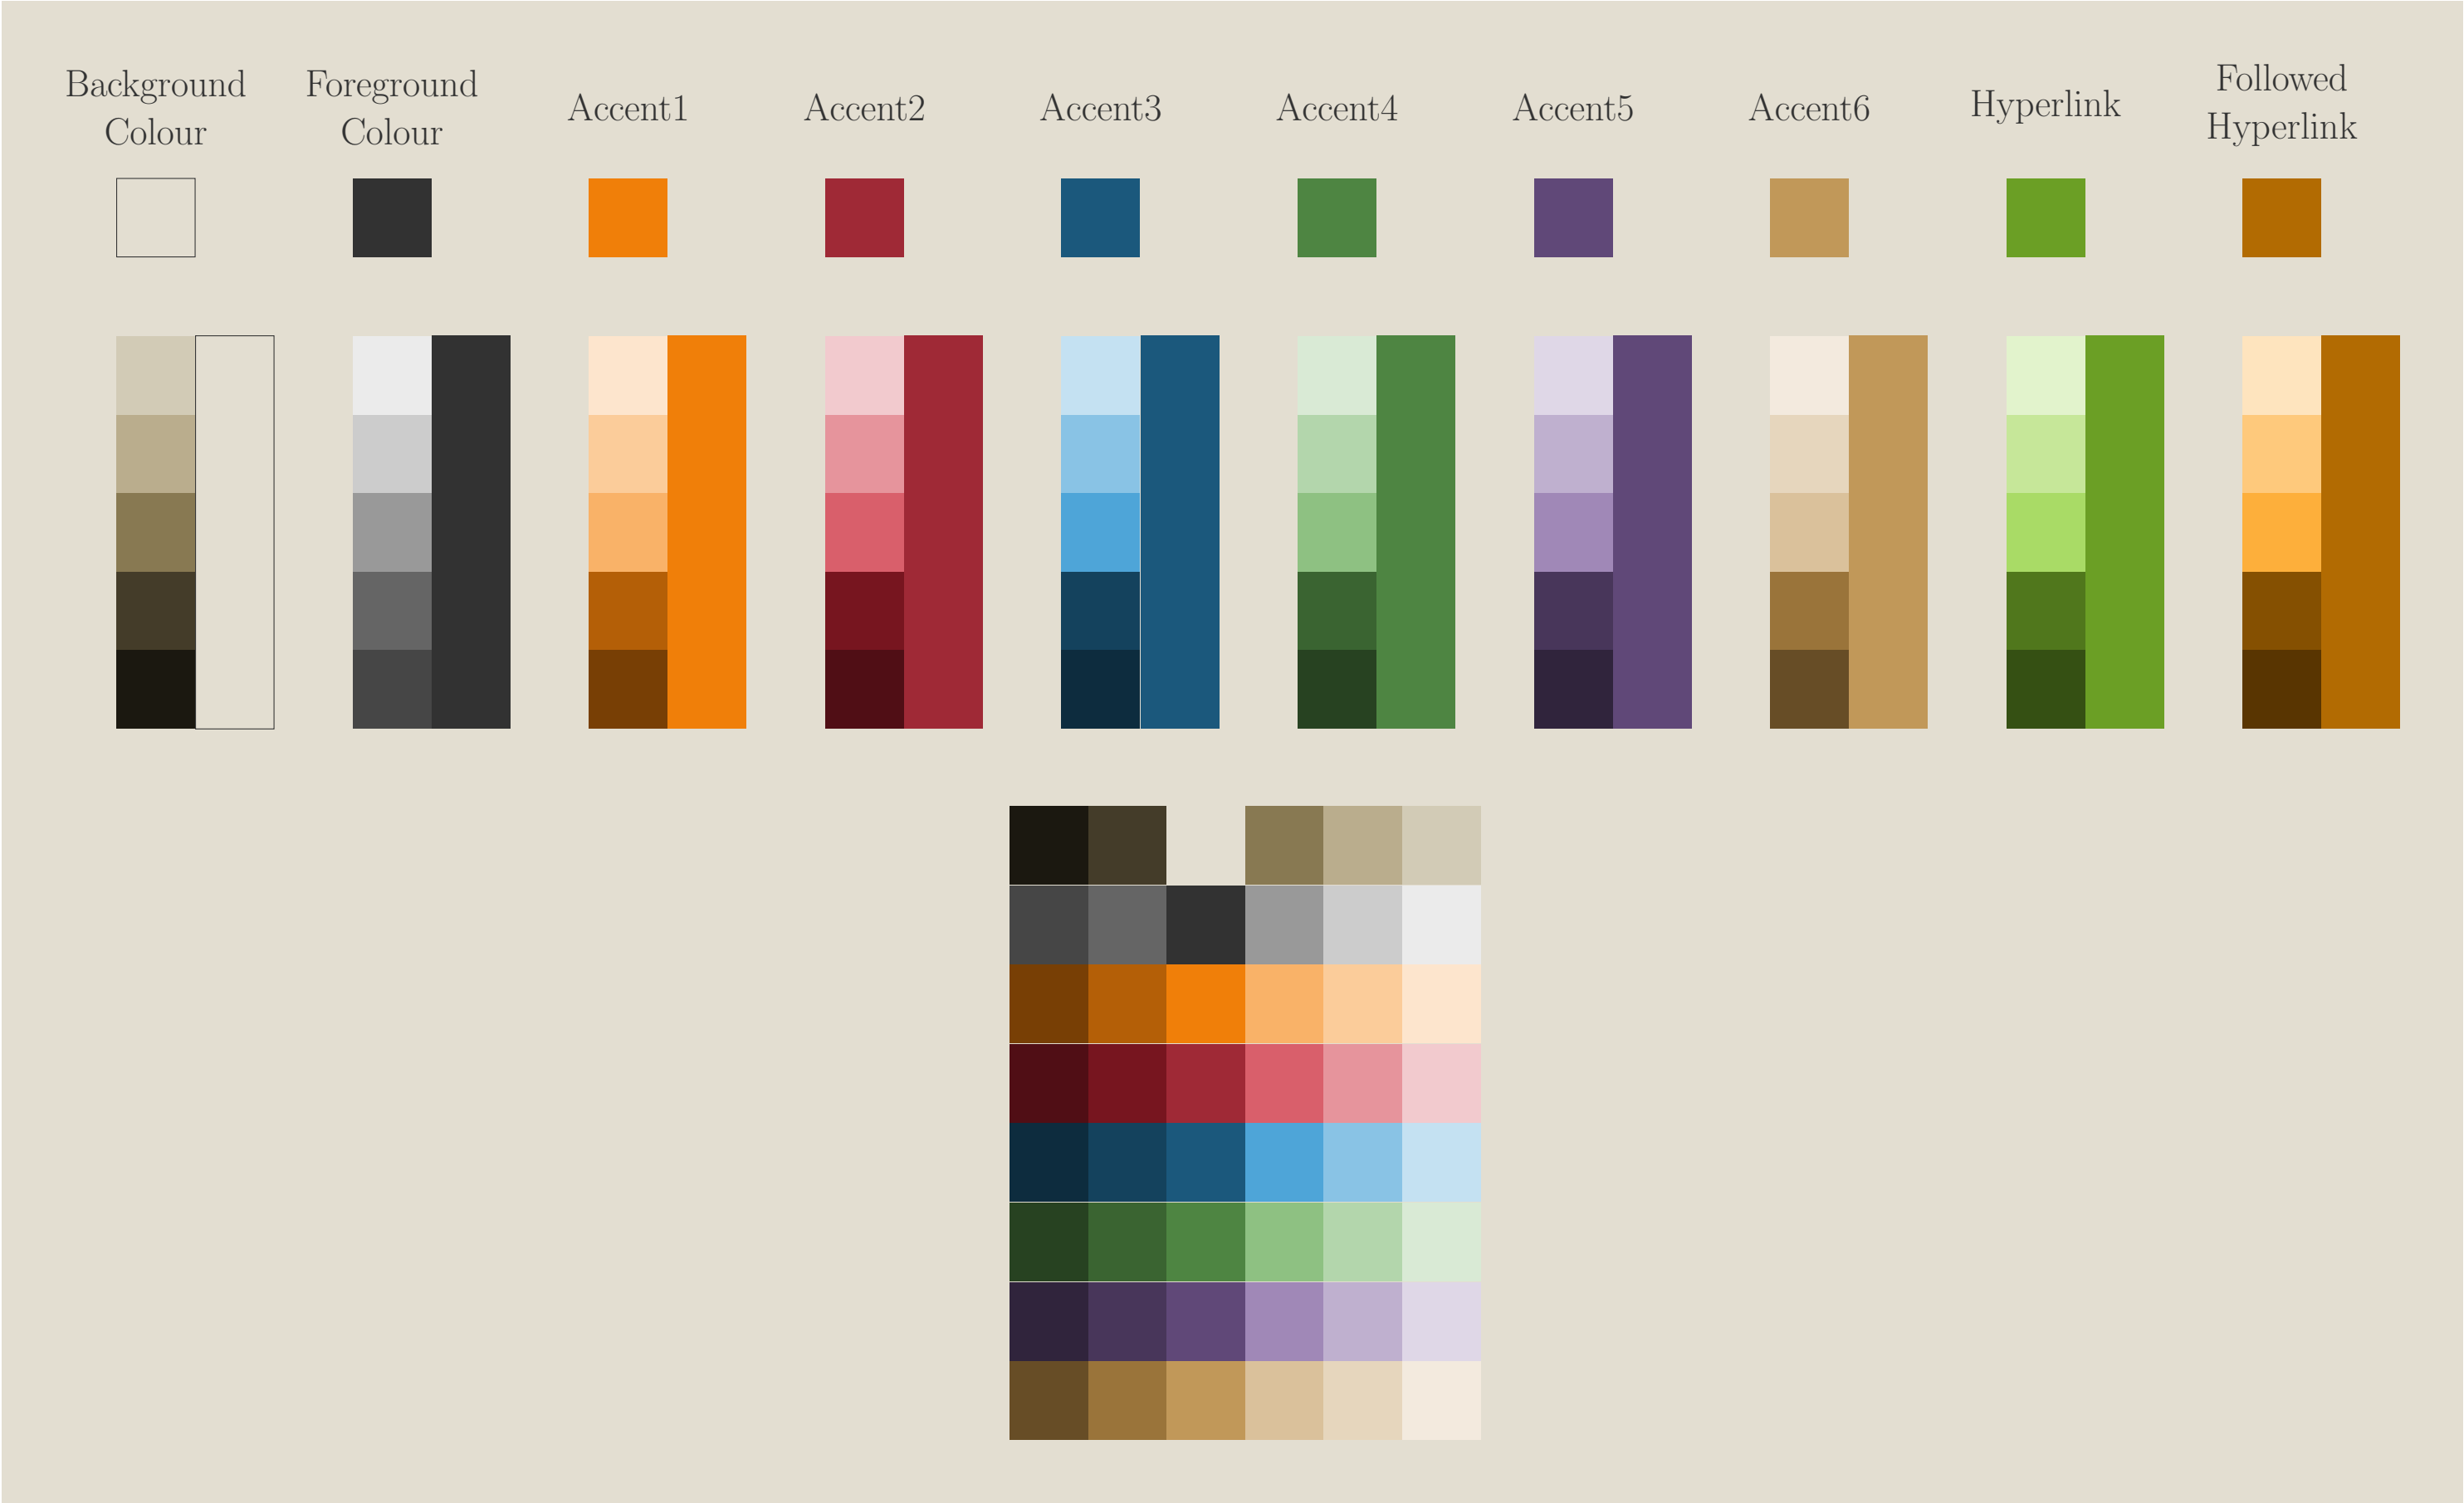 Background
Colour
Foreground
Colour
Accent1
Accent2
Accent3
Accent4
Accent5
Accent6
Hyperlink
Followed
Hyperlink